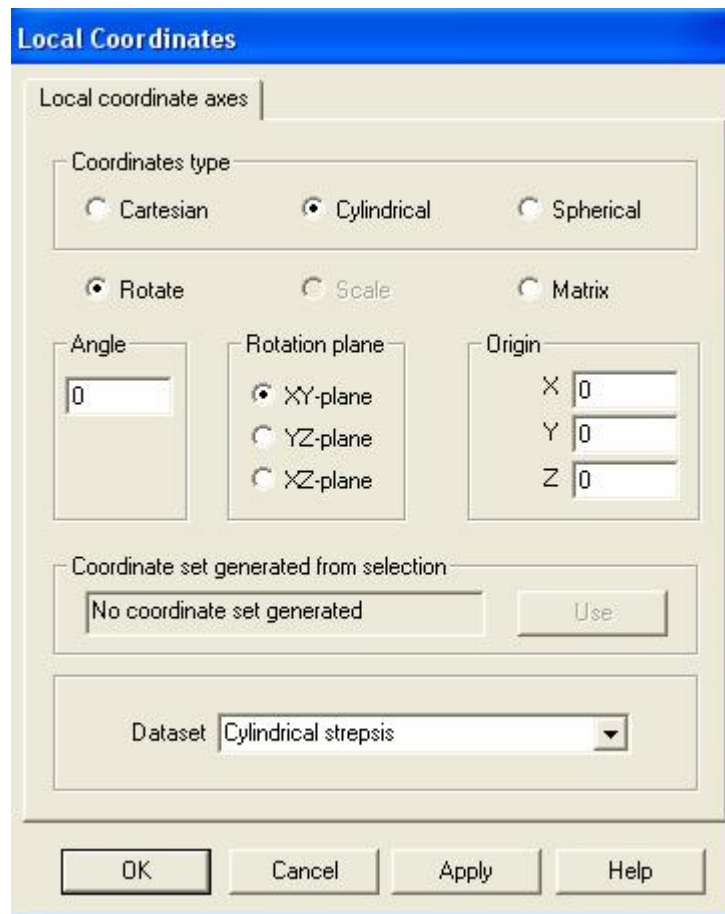 Local Coordinates
Local coordinate axes
Coordinates type
Cartesian
Cylindrical
Spherical
Rotate
Scale
Matrix
Angle
0
Rotation plane
XY-plane
YZ-plane
XZ-plane
Origin
X 0
Y 0
Z 0
Coordinate set generated from selection
No coordinate set generated
Use
Dataset Cylindrical strepsis
OK
Cancel
Apply
Help